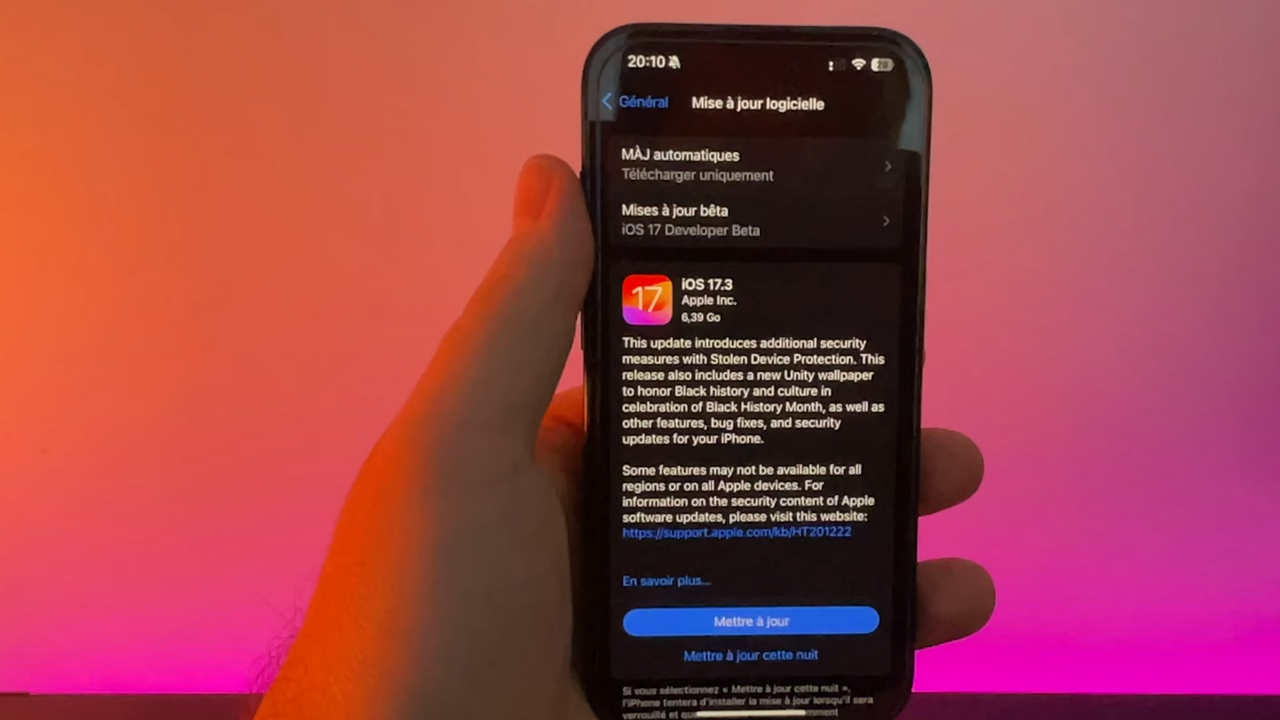 20:10
Général
Mise à jour logicielle
MÀJ automatiques
Télécharger uniquement
Mises à jour bêta
iOS 17 Developer Beta
17
iOS 17.3
Apple Inc.
6,39 Go
This update introduces additional security
measures with Stolen Device Protection. This
release also includes a new Unity wallpaper
to honor Black history and culture in
celebration of Black History Month, as well as
other features, bug fixes, and security
updates for your iPhone.
Some features may not be available for all
regions or on all Apple devices. For
information on the security content of Apple
software updates, please visit this website:
https://support.apple.com/kb/HT201222
En savoir plus...
Mettre à jour
Mettre à jour cette nuit
Si vous sélectionnez « Mettre à jour cette nuit »,
l'iPhone tentera d'installer la mise à jour lorsqu'il sera
verrouillé et que